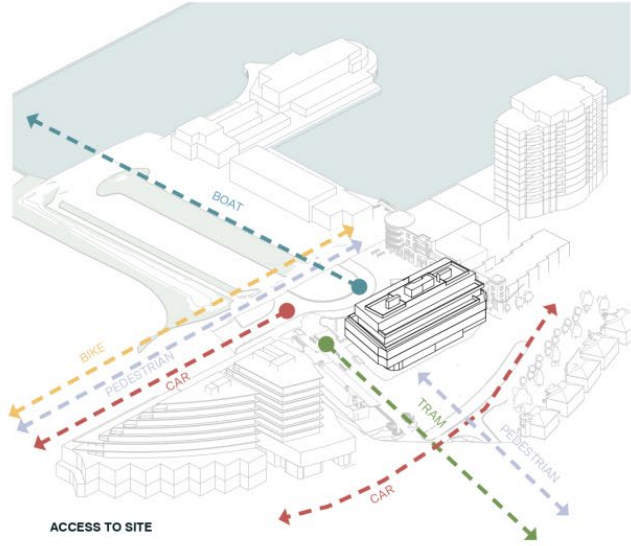 BOAT
BIKE
PEDESTRIAN
CAR
TRAM
PEDESTRIAN
CAR
ACCESS TO SITE